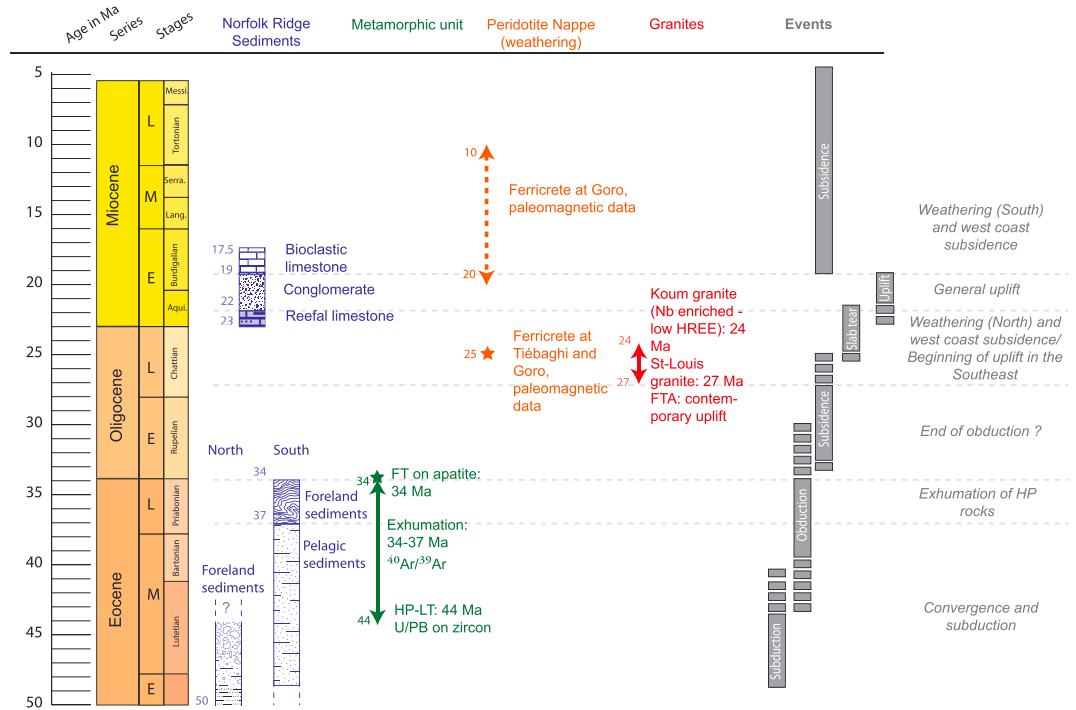 Age in Ma
Series
Stages
Norfolk Ridge
Sediments
Metamorphic unit
Peridotite Nappe
(weathering)
Granites
Events
5
10
15
20
25
30
35
40
45
50
Miocene
Oligocene
Eocene
L
M
E
L
E
L
M
E
Messi.
Tortonian
Serra.
Lang.
Burdigalian
Aqui.
Chattian
Rupelian
Priabonian
Bartonian
Lutetian
17.5
19
22
23
Bioclastic
limestone
Conglomerate
Reefal limestone
North
South
34
37
Foreland
sediments
Pelagic
sediments
Foreland
sediments
?
50
34
FT on apatite:
34 Ma
Exhumation:
34-37 Ma
⁴⁰Ar/³⁹Ar
44
HP-LT: 44 Ma
U/PB on zircon
10
20
Ferricrete at Goro,
paleomagnetic data
25
Ferricrete at
Tiébaghi and
Goro,
paleomagnetic
data
24
27
Koum granite
(Nb enriched -
low HREE): 24
Ma
St-Louis
granite: 27 Ma
FTA: contem-
porary uplift
Subsidence
Uplift
Slab tear
Subsidence
Obduction
Subduction
Weathering (South)
and west coast
subsidence
General uplift
Weathering (North) and
west coast subsidence/
Beginning of uplift in the
Southeast
End of obduction ?
Exhumation of HP
rocks
Convergence and
subduction